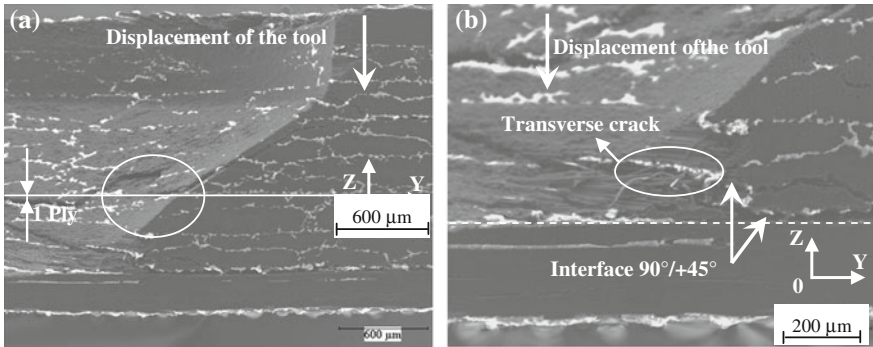 (a)
Displacement of the tool
1 Ply
Z
Y
600 µm
600 µm
(b)
Displacement ofthe tool
Transverse crack
Interface 90°/+45°
Z
Y
0
200 µm